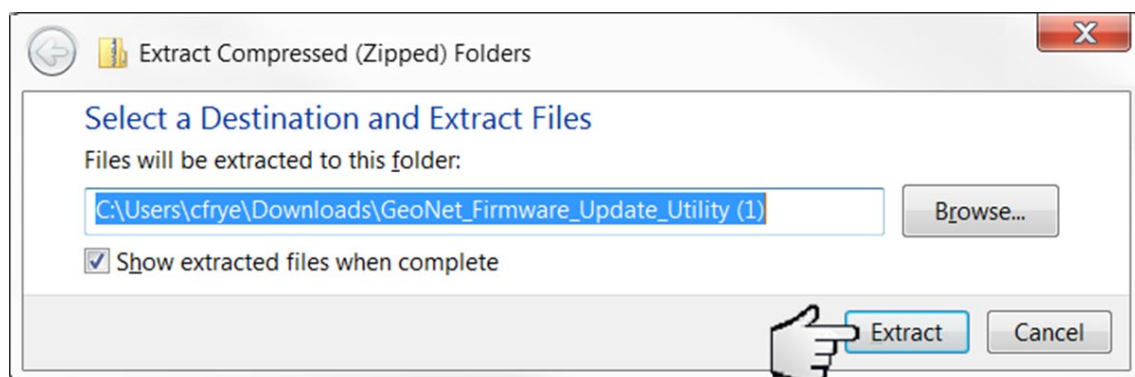 Extract Compressed (Zipped) Folders
Select a Destination and Extract Files
Files will be extracted to this folder:
C:\Users\cfrye\Downloads\GeoNet_Firmware_Update_Utility (1)
Browse...
Show extracted files when complete
Extract
Cancel